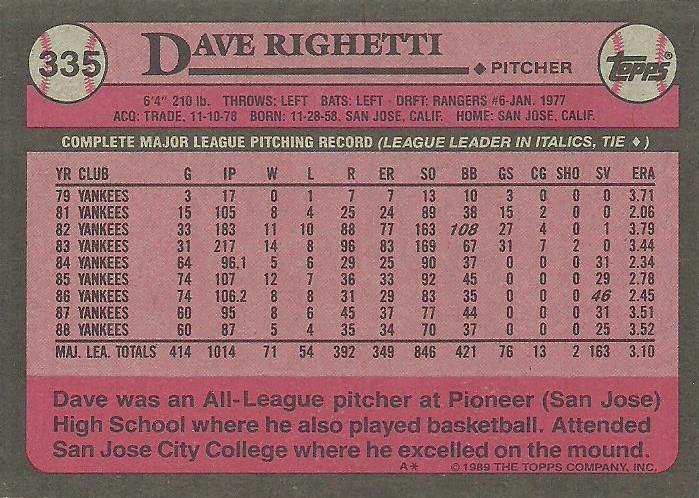 335
DAVE RIGHETTI
◆ PITCHER
TOPPS®
6'4" 210 lb. THROWS: LEFT BATS: LEFT · DRFT: RANGERS #6-JAN. 1977
ACQ: TRADE, 11-10-78 BORN: 11-28-58, SAN JOSE, CALIF. HOME: SAN JOSE, CALIF.
COMPLETE MAJOR LEAGUE PITCHING RECORD (LEAGUE LEADER IN ITALICS, TIE ♦)
YR CLUB G IP W L R ER SO BB GS CG SHO SV ERA
79 YANKEES 3 17 0 1 7 7 13 10 3 0 0 0 3.71
81 YANKEES 15 105 8 4 25 24 89 38 15 2 0 0 2.06
82 YANKEES 33 183 11 10 88 77 163 108 27 4 0 1 3.79
83 YANKEES 31 217 14 8 96 83 169 67 31 7 2 0 3.44
84 YANKEES 64 96.1 5 6 29 25 90 37 0 0 0 31 2.34
85 YANKEES 74 107 12 7 36 33 92 45 0 0 0 29 2.78
86 YANKEES 74 106.2 8 8 31 29 83 35 0 0 0 46 2.45
87 YANKEES 60 95 8 6 45 37 77 44 0 0 0 31 3.51
88 YANKEES 60 87 5 4 35 34 70 37 0 0 0 25 3.52
MAJ. LEA. TOTALS 414 1014 71 54 392 349 846 421 76 13 2 163 3.10
Dave was an All-League pitcher at Pioneer (San Jose)
High School where he also played basketball. Attended
San Jose City College where he excelled on the mound.
A* © 1989 THE TOPPS COMPANY, INC.